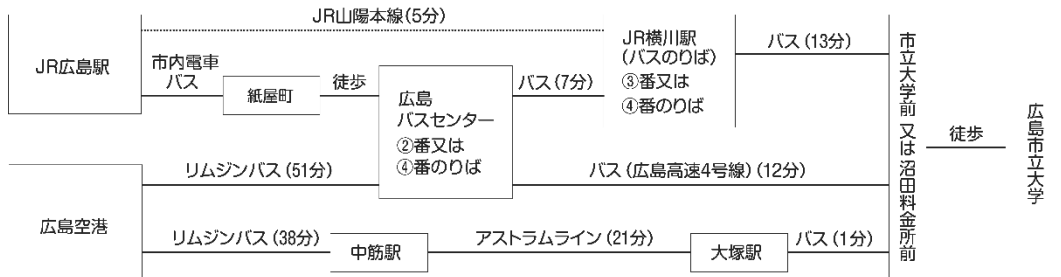 JR山陽本線(5分)
JR広島駅
市内電車
バス
紙屋町
徒歩
広島
バスセンター
②番又は
④番のりば
バス(7分)
JR横川駅
(バスのりば)
③番又は
④番のりば
バス(13分)
リムジンバス(51分)
バス(広島高速4号線)(12分)
広島空港
リムジンバス(38分)
中筋駅
アストラムライン(21分)
大塚駅
バス(1分)
市立大学前 又は 沼田料金所前
徒歩
広島市立大学